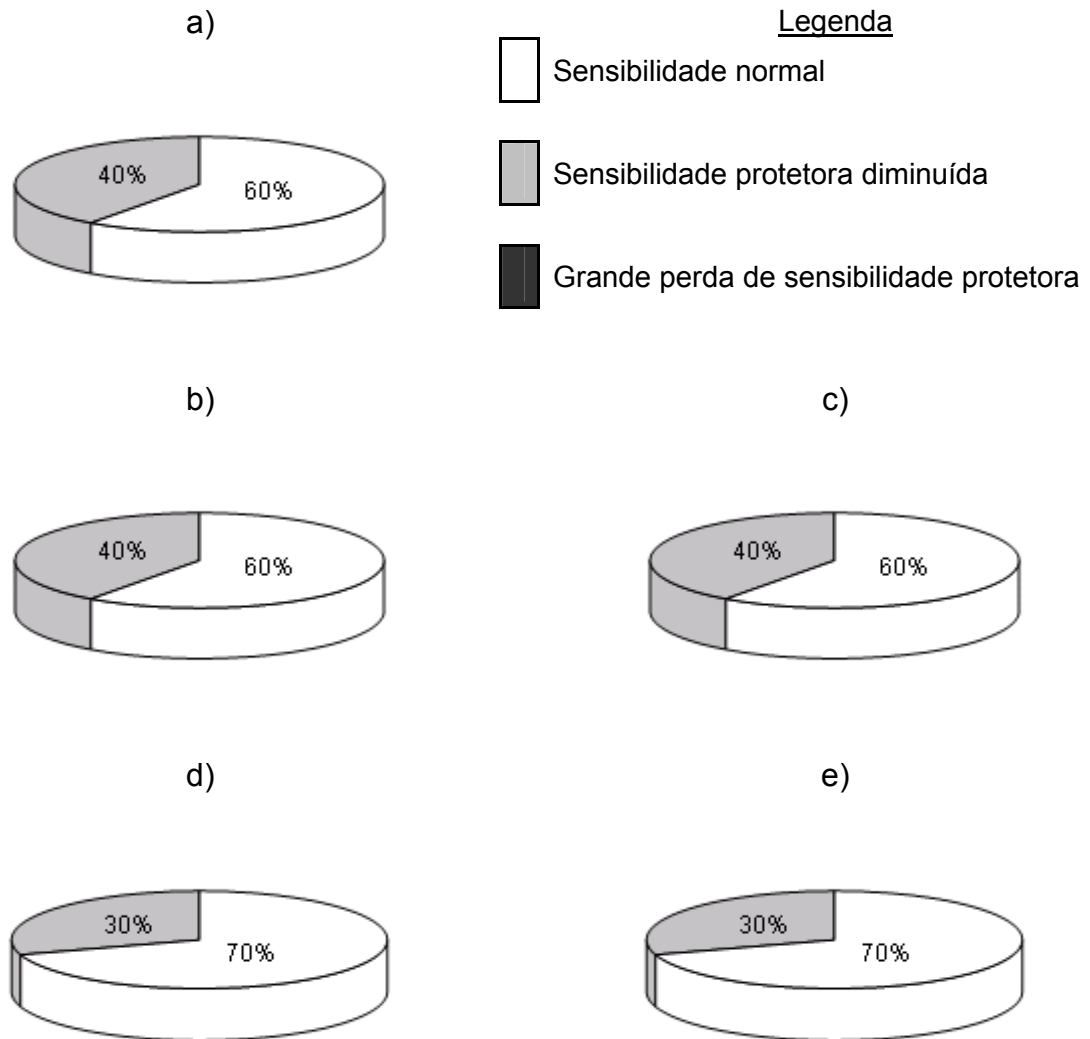 a)
Legenda
Sensibilidade normal
40%
60%
Sensibilidade protetora diminuída
Grande perda de sensibilidade protetora
b)
c)
40%
60%
40%
60%
d)
e)
30%
70%
30%
70%